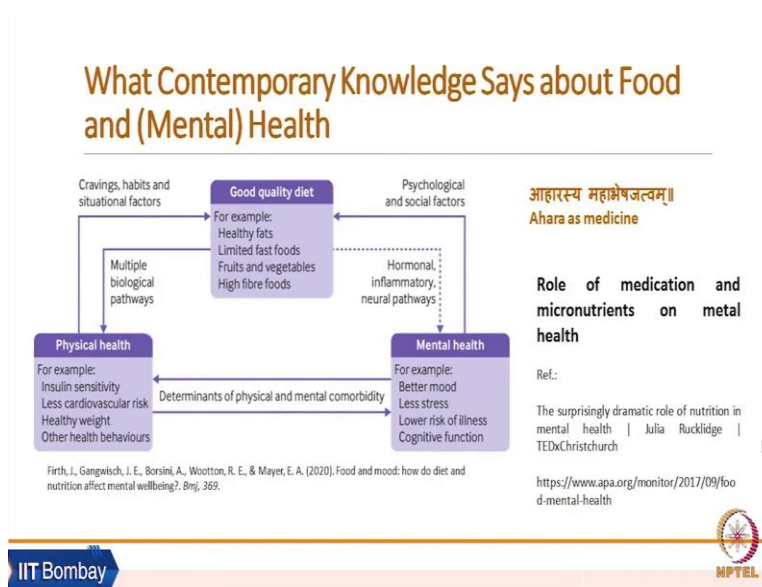 What Contemporary Knowledge Says about Food
and (Mental) Health
Cravings, habits and
situational factors
Good quality diet
For example:
Healthy fats
Limited fast foods
Fruits and vegetables
High fibre foods
Psychological
and social factors
Multiple
biological
pathways
Hormonal,
inflammatory,
neural pathways
Physical health
For example:
Insulin sensitivity
Less cardiovascular risk
Healthy weight
Other health behaviours
Determinants of physical and mental comorbidity
Mental health
For example:
Better mood
Less stress
Lower risk of illness
Cognitive function
Firth, J., Gangwisch, J. E., Borsini, A., Wootton, R. E., & Mayer, E. A. (2020). Food and mood: how do diet and
nutrition affect mental wellbeing?. Bmj, 369.
आहारस्य महाभेषजत्वम्॥
Ahara as medicine
Role of medication and
micronutrients on metal
health
Ref.:
The surprisingly dramatic role of nutrition in
mental health | Julia Rucklidge |
TEDxChristchurch
https://www.apa.org/monitor/2017/09/foo
d-mental-health
IIT Bombay
NPTEL